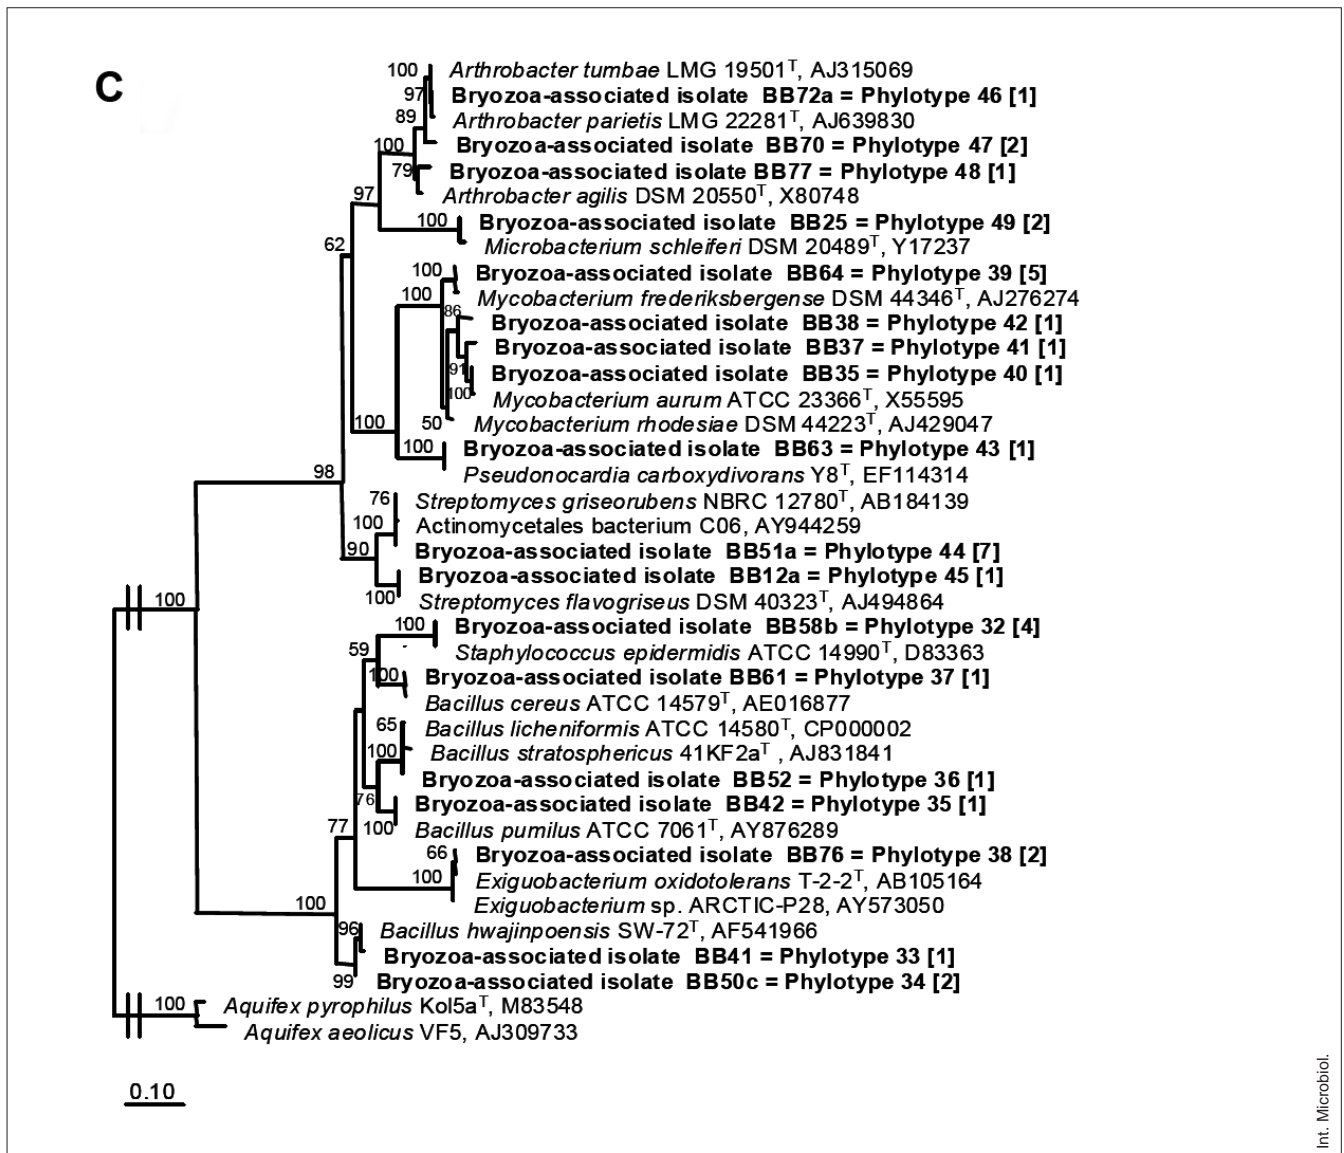 C
100 Arthrobacter tumbae LMG 19501T, AJ315069
97 Bryozoa-associated isolate BB72a = Phylotype 46 [1]
89 Arthrobacter parietis LMG 22281T, AJ639830
100 Bryozoa-associated isolate BB70 = Phylotype 47 [2]
79 Bryozoa-associated isolate BB77 = Phylotype 48 [1]
97 Arthrobacter agilis DSM 20550T, X80748
100 Bryozoa-associated isolate BB25 = Phylotype 49 [2]
62 Microbacterium schleiferi DSM 20489T, Y17237
100 Bryozoa-associated isolate BB64 = Phylotype 39 [5]
100 Mycobacterium frederiksbergense DSM 44346T, AJ276274
86 Bryozoa-associated isolate BB38 = Phylotype 42 [1]
Bryozoa-associated isolate BB37 = Phylotype 41 [1]
91 Bryozoa-associated isolate BB35 = Phylotype 40 [1]
100 Mycobacterium aurum ATCC 23366T, X55595
100 50 Mycobacterium rhodesiae DSM 44223T, AJ429047
100 Bryozoa-associated isolate BB63 = Phylotype 43 [1]
98 Pseudonocardia carboxydivorans Y8T, EF114314
76 Streptomyces griseorubens NBRC 12780T, AB184139
100 Actinomycetales bacterium C06, AY944259
90 Bryozoa-associated isolate BB51a = Phylotype 44 [7]
Bryozoa-associated isolate BB12a = Phylotype 45 [1]
100 100 Streptomyces flavogriseus DSM 40323T, AJ494864
100 Bryozoa-associated isolate BB58b = Phylotype 32 [4]
59 Staphylococcus epidermidis ATCC 14990T, D83363
100 Bryozoa-associated isolate BB61 = Phylotype 37 [1]
Bacillus cereus ATCC 14579T, AE016877
65 Bacillus licheniformis ATCC 14580T, CP000002
100 Bacillus stratosphericus 41KF2aT , AJ831841
Bryozoa-associated isolate BB52 = Phylotype 36 [1]
76 Bryozoa-associated isolate BB42 = Phylotype 35 [1]
77 100 Bacillus pumilus ATCC 7061T, AY876289
66 Bryozoa-associated isolate BB76 = Phylotype 38 [2]
100 Exiguobacterium oxidotolerans T-2-2T, AB105164
100 Exiguobacterium sp. ARCTIC-P28, AY573050
96 Bacillus hwajinpoensis SW-72T, AF541966
Bryozoa-associated isolate BB41 = Phylotype 33 [1]
99 Bryozoa-associated isolate BB50c = Phylotype 34 [2]
100 Aquifex pyrophilus Kol5aT, M83548
Aquifex aeolicus VF5, AJ309733
0.10
Int. Microbiol.